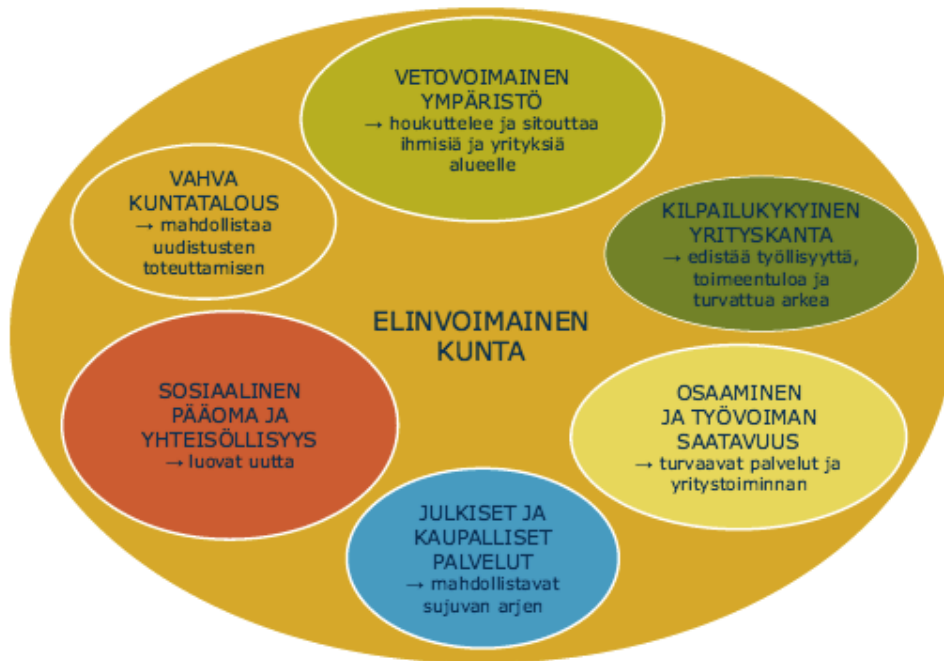 VETOVOIMAINEN
YMPÄRISTÖ
→ houkuttelee ja sitouttaa
ihmisiä ja yrityksiä
alueelle
VAHVA
KUNTATALOUS
→ mahdollistaa
uudistusten
toteuttamisen
KILPAILUKYKYINEN
YRITYSKANTA
→ edistää työllisyyttä,
toimeentuloa ja
turvattua arkea
ELINVOIMAINEN
KUNTA
SOSIAALINEN
PÄÄOMA JA
YHTEISÖLLISYYS
→ luovat uutta
OSAAMINEN
JA TYÖVOIMAN
SAATAVUUS
→ turvaavat palvelut ja
yritystoiminnan
JULKISET JA
KAUPALLISET
PALVELUT
→ mahdollistavat
sujuvan arjen